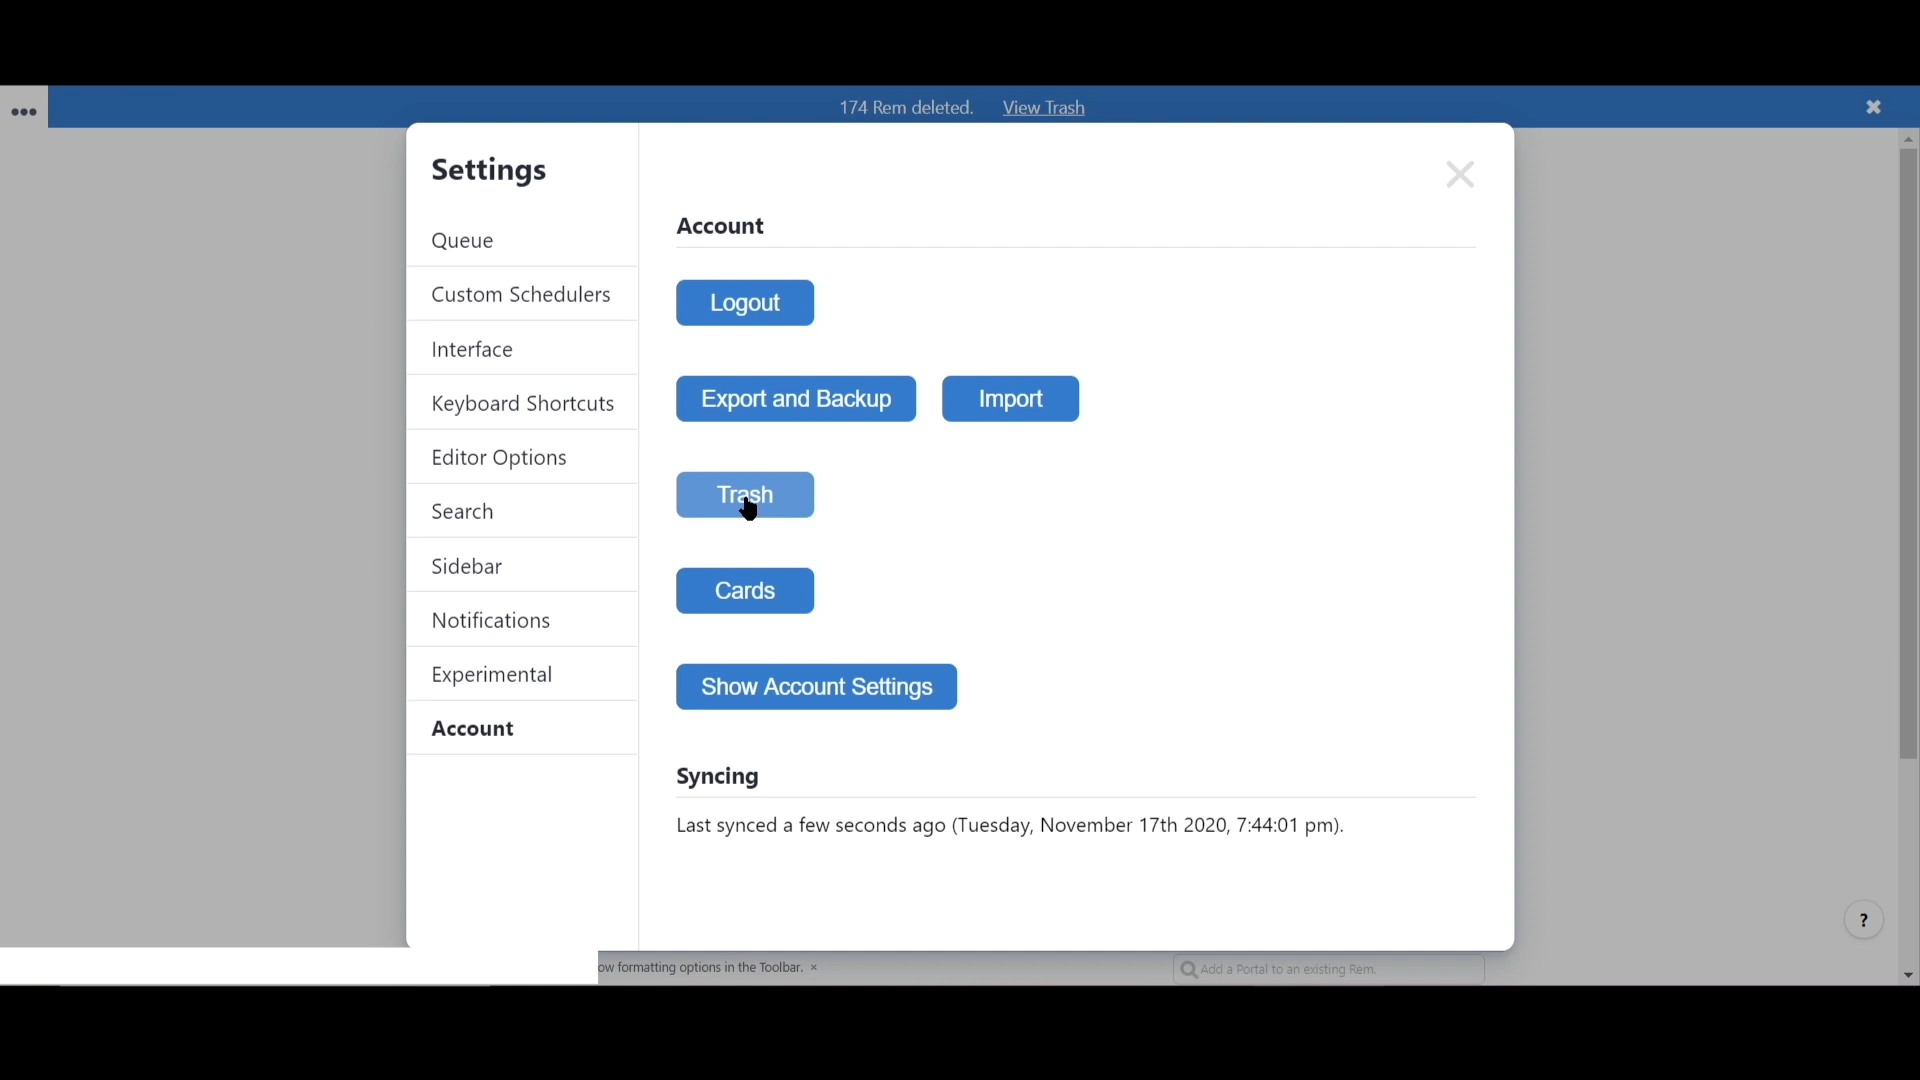 174 Rem deleted. View Trash
Settings
Queue
Custom Schedulers
Interface
Keyboard Shortcuts
Editor Options
Search
Sidebar
Notifications
Experimental
Account
Account
Logout
Export and Backup Import
Trash
Cards
Show Account Settings
Syncing
Last synced a few seconds ago (Tuesday, November 17th 2020, 7:44:01 pm).
?
ow formatting options in the Toolbar. ×
Add a Portal to an existing Rem.